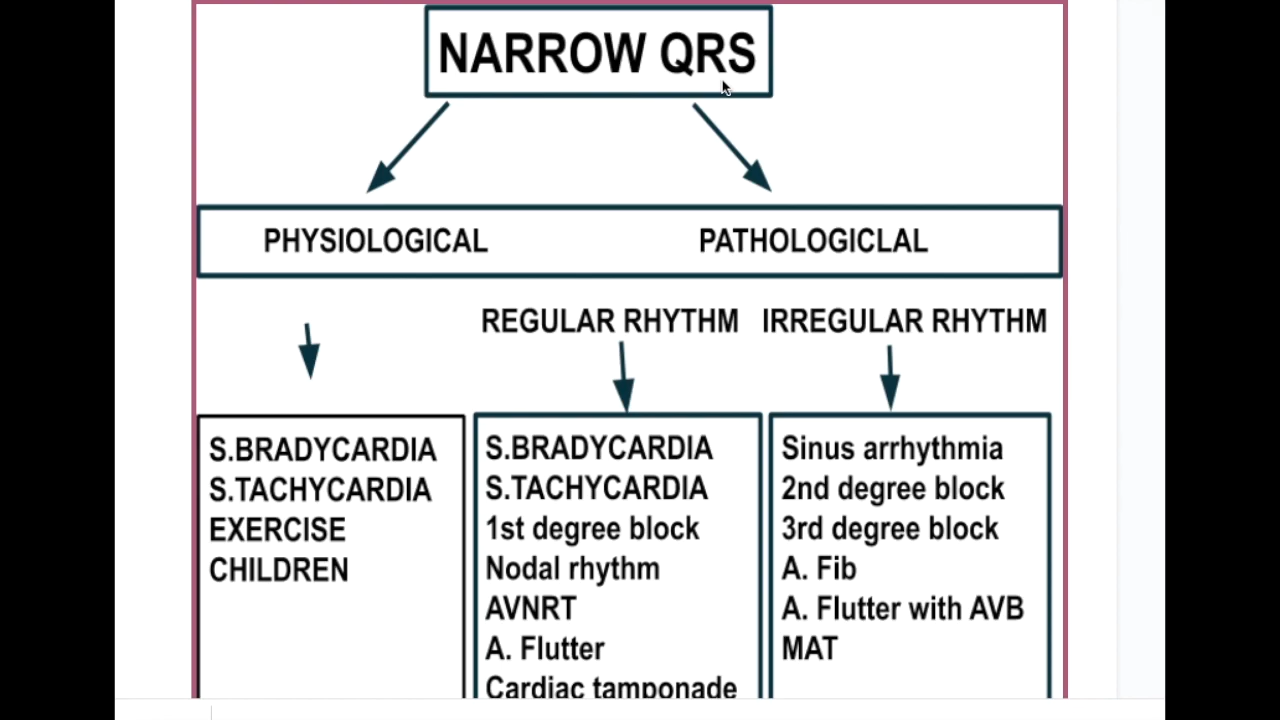 NARROW QRS
PHYSIOLOGICAL PATHOLOGICLAL
REGULAR RHYTHM IRREGULAR RHYTHM
S.BRADYCARDIA
S.TACHYCARDIA
EXERCISE
CHILDREN
S.BRADYCARDIA
S.TACHYCARDIA
1st degree block
Nodal rhythm
AVNRT
A. Flutter
Cardiac tamponade
Sinus arrhythmia
2nd degree block
3rd degree block
A. Fib
A. Flutter with AVB
MAT